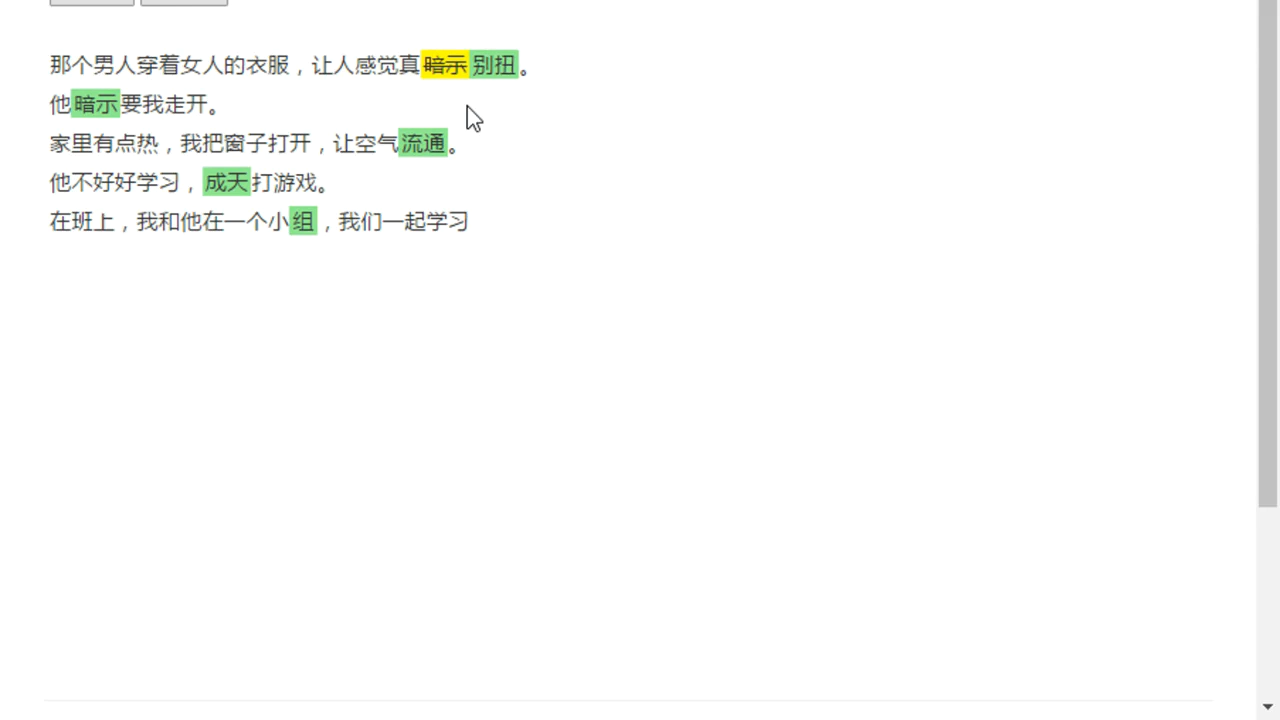 那个男人穿着女人的衣服，让人感觉真暗示别扭。
他暗示要我走开。
家里有点热，我把窗子打开，让空气流通。
他不好好学习，成天打游戏。
在班上，我和他在一个小组，我们一起学习